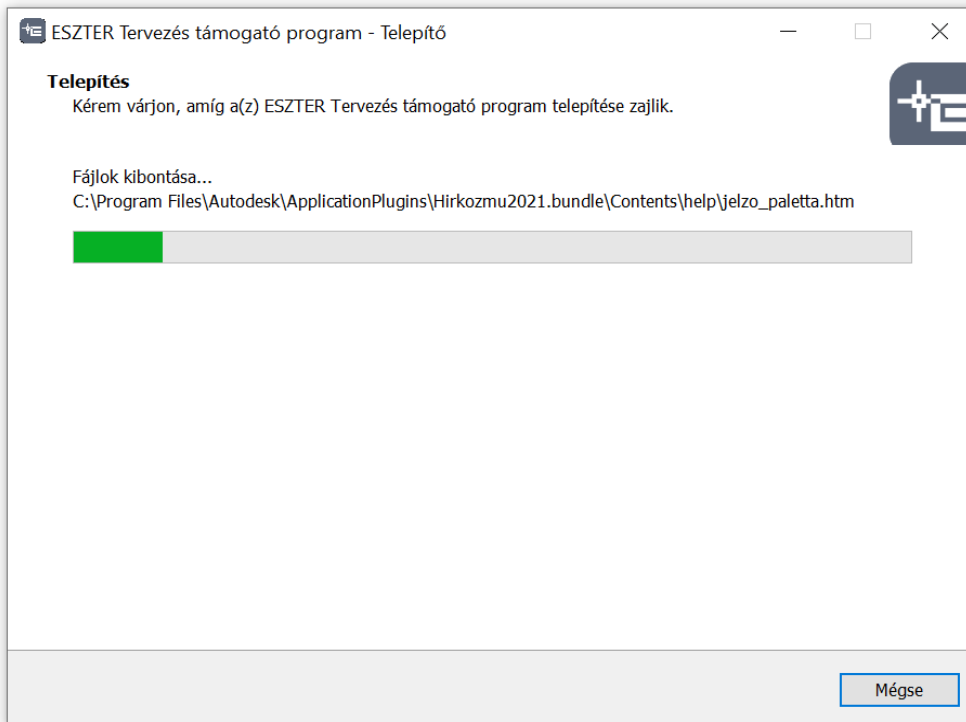 ESZTER Tervezés támogató program - Telepítő
Telepítés
Kérem várjon, amíg a(z) ESZTER Tervezés támogató program telepítése zajlik.
Fájlok kibontása...
C:\Program Files\Autodesk\ApplicationPlugins\Hirkozmu2021.bundle\Contents\help\jelzo_paletta.htm
Mégse